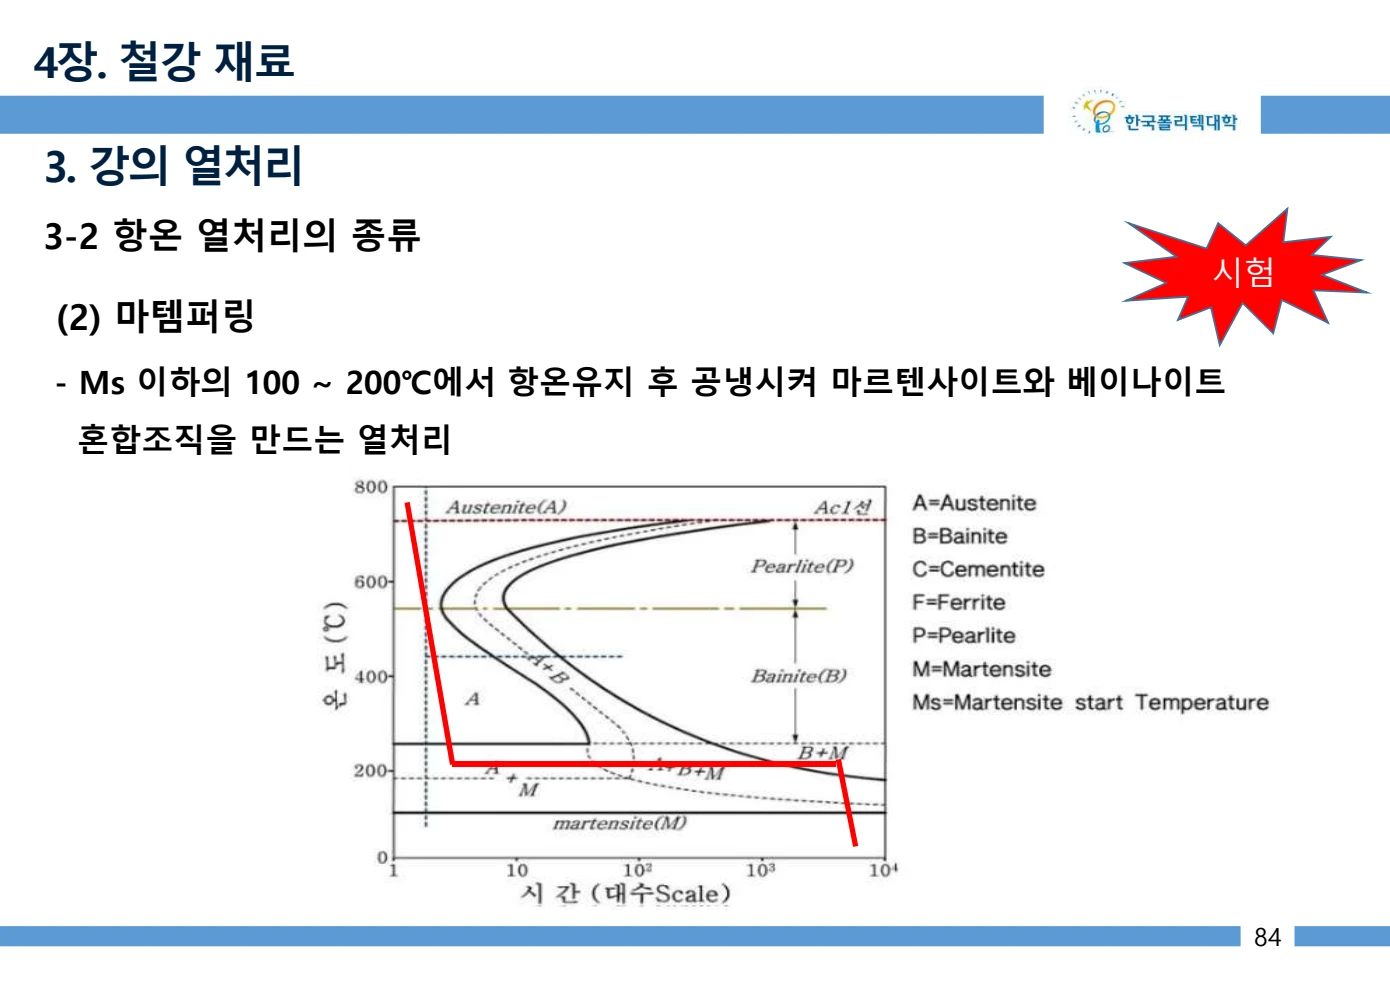 4장. 철강 재료
한국폴리텍대학
3. 강의 열처리
3-2 항온 열처리의 종류
시험
(2) 마템퍼링
- Ms 이하의 100 ~ 200℃에서 항온유지 후 공냉시켜 마르텐사이트와 베이나이트
혼합조직을 만드는 열처리
800
Austenite(A)
Ac1선
A=Austenite
B=Bainite
Pearlite(P)
C=Cementite
600
F=Ferrite
P=Pearlite
온 도 (℃)
A+B
400
Bainite(B)
M=Martensite
A
Ms=Martensite start Temperature
B+M
200
A
+
M
A+B+M
martensite(M)
0
1
10
10²
10³
10⁴
시 간 (대수Scale)
84